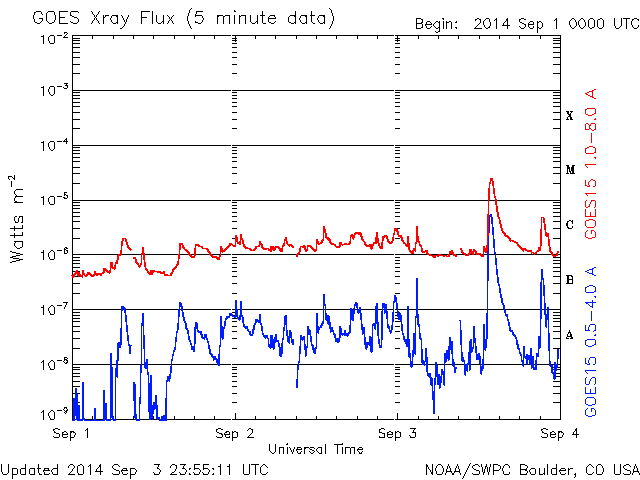 GOES Xray Flux (5 minute data)
Begin: 2014 Sep 1 0000 UTC
10-2
10-3
10-4
10-5
10-6
10-7
10-8
10-9
Watts m-2
X
M
C
B
A
GOES15 1.0-8.0 A
GOES15 0.5-4.0 A
Sep 1 Sep 2 Sep 3 Sep 4
Universal Time
Updated 2014 Sep 3 23:55:11 UTC
NOAA/SWPC Boulder, CO USA